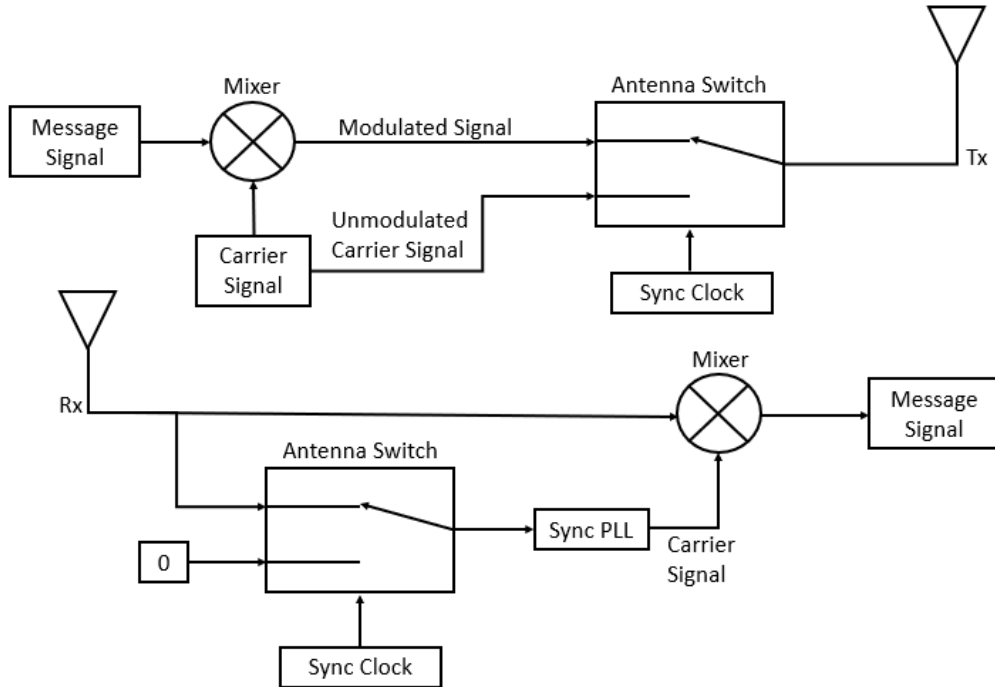 Mixer
Antenna Switch
Message
Signal
Modulated Signal
Tx
Unmodulated
Carrier Signal
Carrier
Signal
Sync Clock
Mixer
Rx
Message
Signal
Antenna Switch
Sync PLL
Carrier
Signal
0
Sync Clock